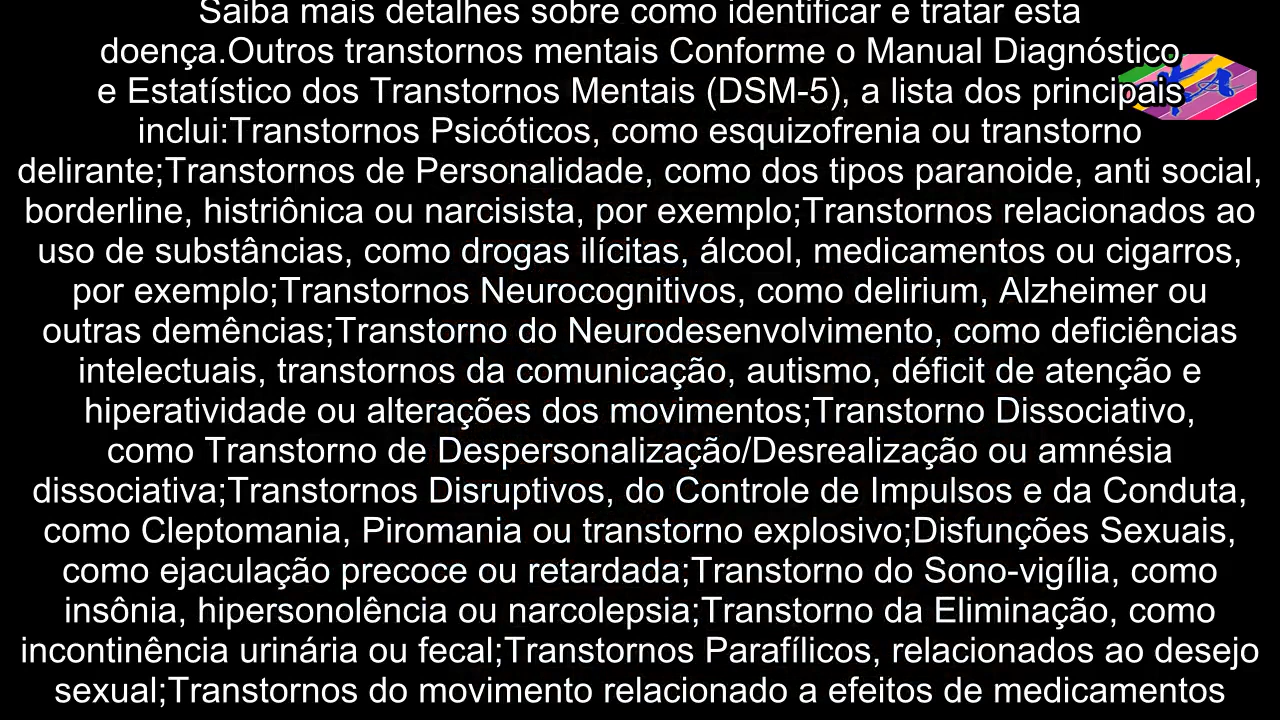 Saiba mais detalhes sobre como identificar e tratar esta
doença.Outros transtornos mentais Conforme o Manual Diagnóstico
e Estatístico dos Transtornos Mentais (DSM-5), a lista dos principais
inclui:Transtornos Psicóticos, como esquizofrenia ou transtorno
delirante;Transtornos de Personalidade, como dos tipos paranoide, anti social,
borderline, histriônica ou narcisista, por exemplo;Transtornos relacionados ao
uso de substâncias, como drogas ilícitas, álcool, medicamentos ou cigarros,
por exemplo;Transtornos Neurocognitivos, como delirium, Alzheimer ou
outras demências;Transtorno do Neurodesenvolvimento, como deficiências
intelectuais, transtornos da comunicação, autismo, déficit de atenção e
hiperatividade ou alterações dos movimentos;Transtorno Dissociativo,
como Transtorno de Despersonalização/Desrealização ou amnésia
dissociativa;Transtornos Disruptivos, do Controle de Impulsos e da Conduta,
como Cleptomania, Piromania ou transtorno explosivo;Disfunções Sexuais,
como ejaculação precoce ou retardada;Transtorno do Sono-vigília, como
insônia, hipersonolência ou narcolepsia;Transtorno da Eliminação, como
incontinência urinária ou fecal;Transtornos Parafílicos, relacionados ao desejo
sexual;Transtornos do movimento relacionado a efeitos de medicamentos